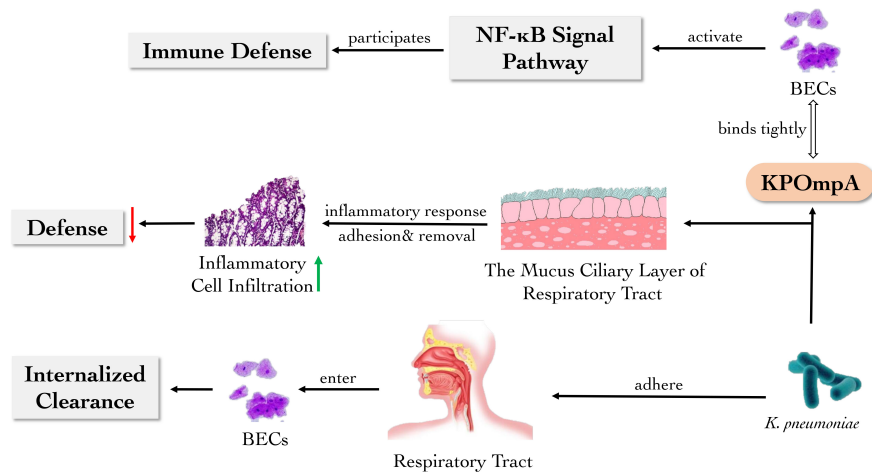 Immune Defense
participates
NF-κB Signal
Pathway
activate
BECs
binds tightly
KPOmpA
Defense
Inflammatory
Cell Infiltration
inflammatory response
adhesion& removal
The Mucus Ciliary Layer of
Respiratory Tract
Internalized
Clearance
BECs
enter
Respiratory Tract
adhere
K. pneumoniae